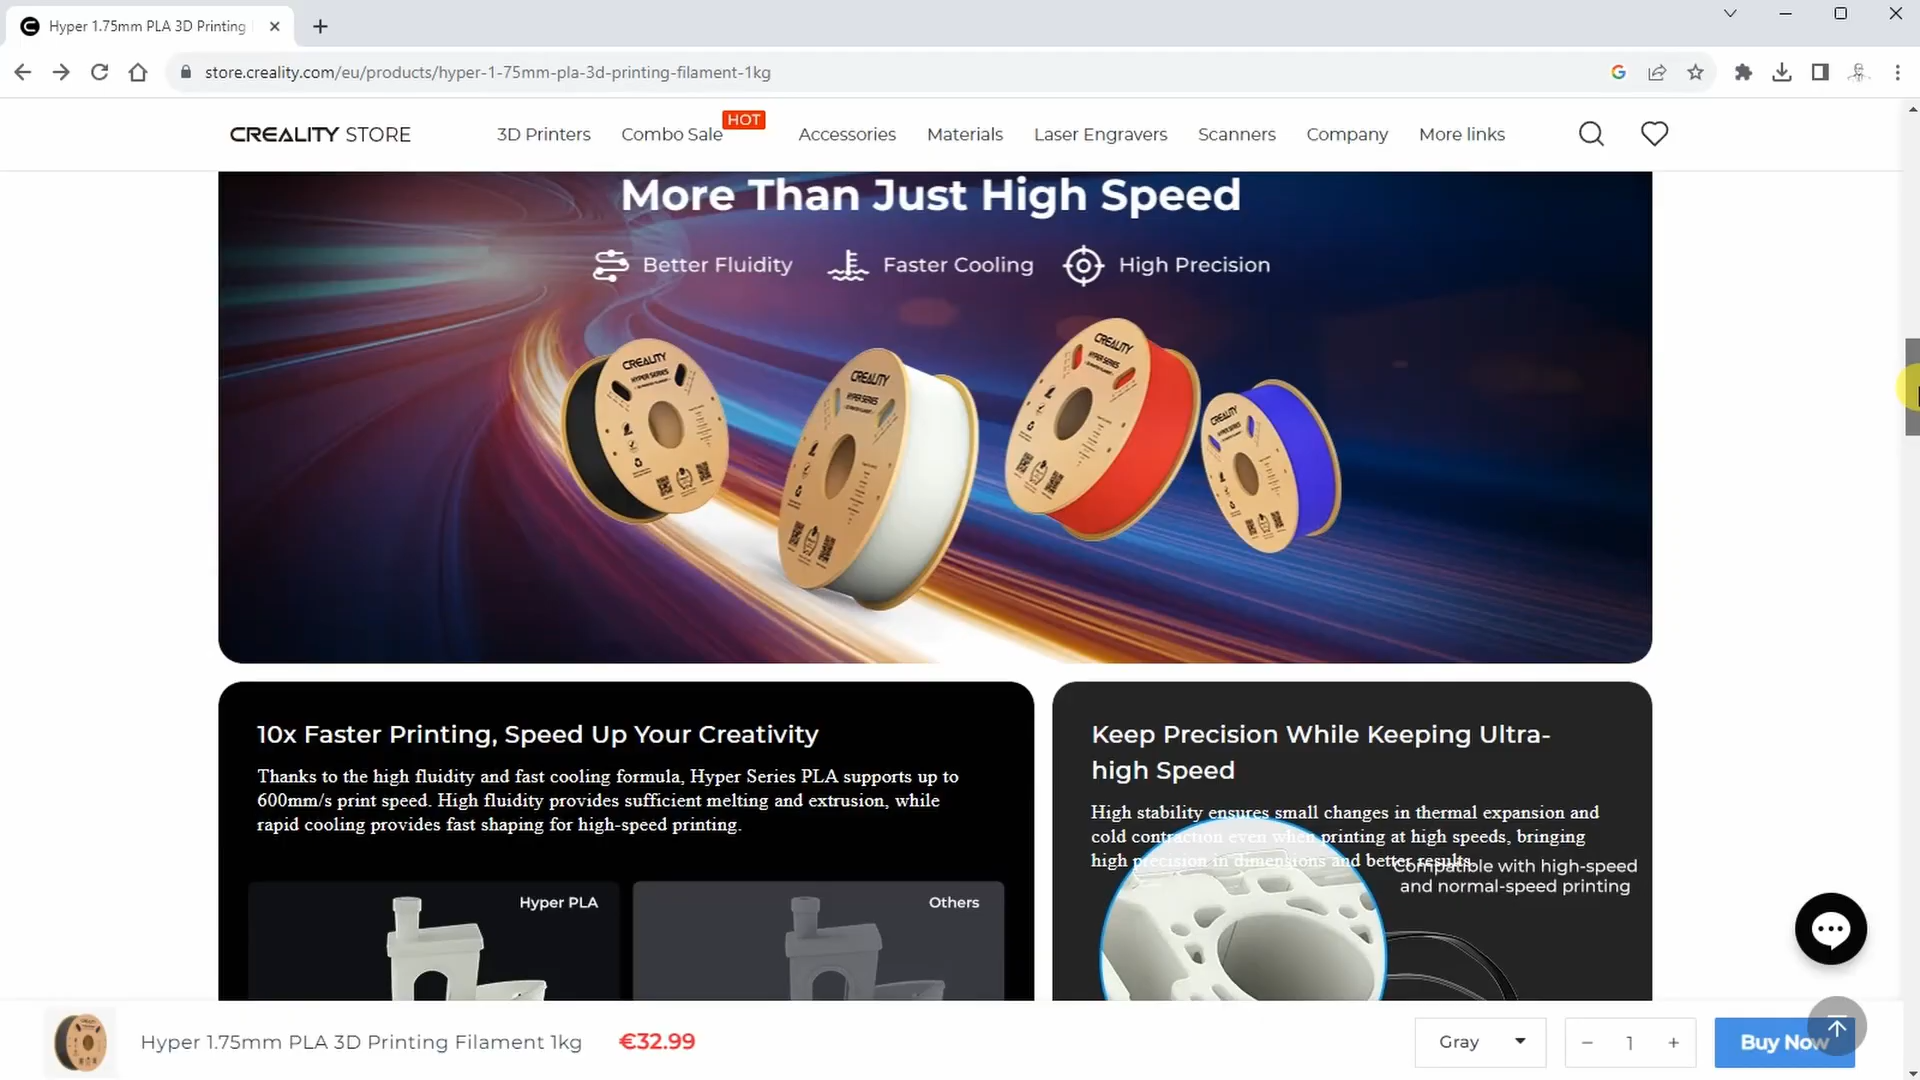 Hyper 1.75mm PLA 3D Printing
store.creality.com/eu/products/hyper-1-75mm-pla-3d-printing-filament-1kg
CREALITY STORE
3D Printers
Combo Sale
HOT
Accessories
Materials
Laser Engravers
Scanners
Company
More links
More Than Just High Speed
Better Fluidity
Faster Cooling
High Precision
CREALITY
HYPER SERIES
CREALITY
HYPER SERIES
CREALITY
HYPER SERIES
CREALITY
HYPER SERIES
10x Faster Printing, Speed Up Your Creativity
Thanks to the high fluidity and fast cooling formula, Hyper Series PLA supports up to
600mm/s print speed. High fluidity provides sufficient melting and extrusion, while
rapid cooling provides fast shaping for high-speed printing.
Hyper PLA
Others
Keep Precision While Keeping Ultra-
high Speed
High stability ensures small changes in thermal expansion and
cold contraction even when printing at high speeds, bringing
high precision in dimensions and better results.
Compatible with high-speed
and normal-speed printing
Hyper 1.75mm PLA 3D Printing Filament 1kg
€32.99
Gray
− 1 +
Buy Now